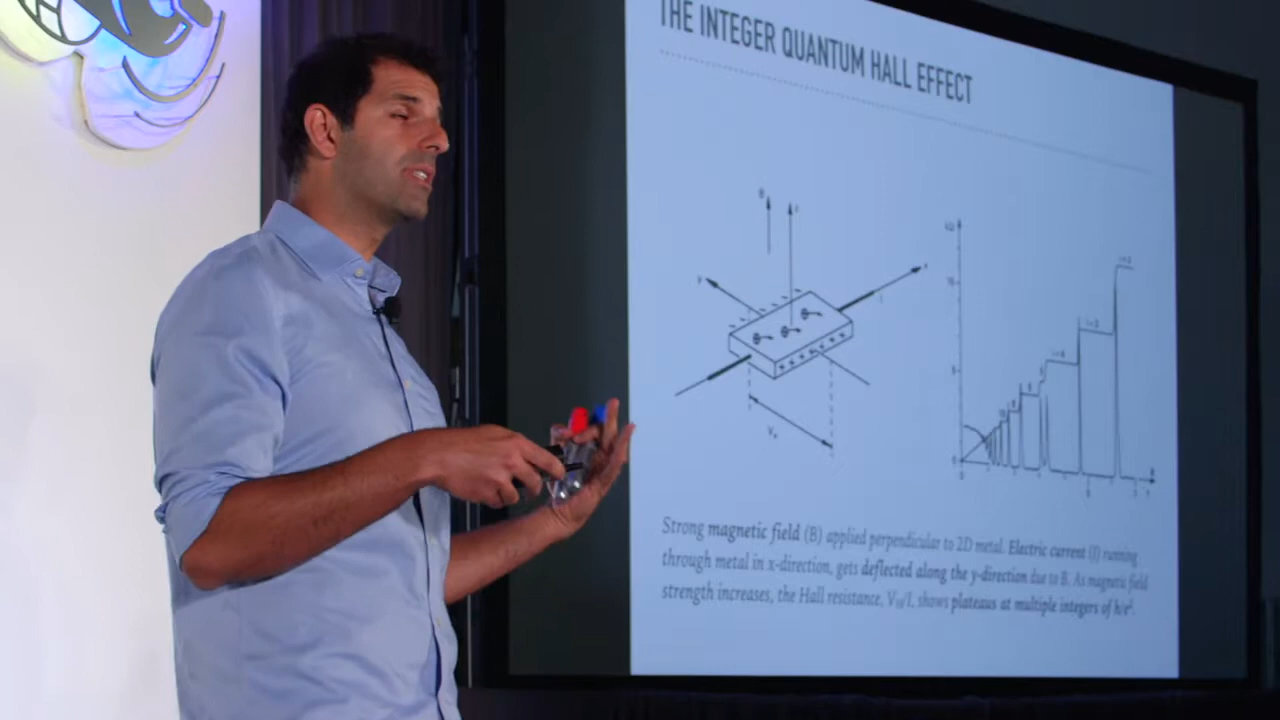 THE INTEGER QUANTUM HALL EFFECT
Strong magnetic field (B) applied perpendicular to 2D metal. Electric current (I) running
through metal in x-direction, gets deflected along the y-direction due to B. As magnetic field
strength increases, the Hall resistance, V_H/I, shows plateaus at multiple integers of h/e².